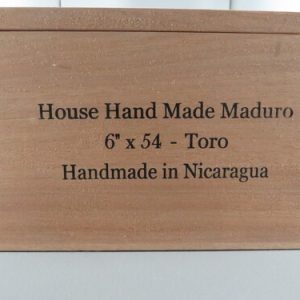 House Hand Made Maduro
6" x 54 - Toro
Handmade in Nicaragua